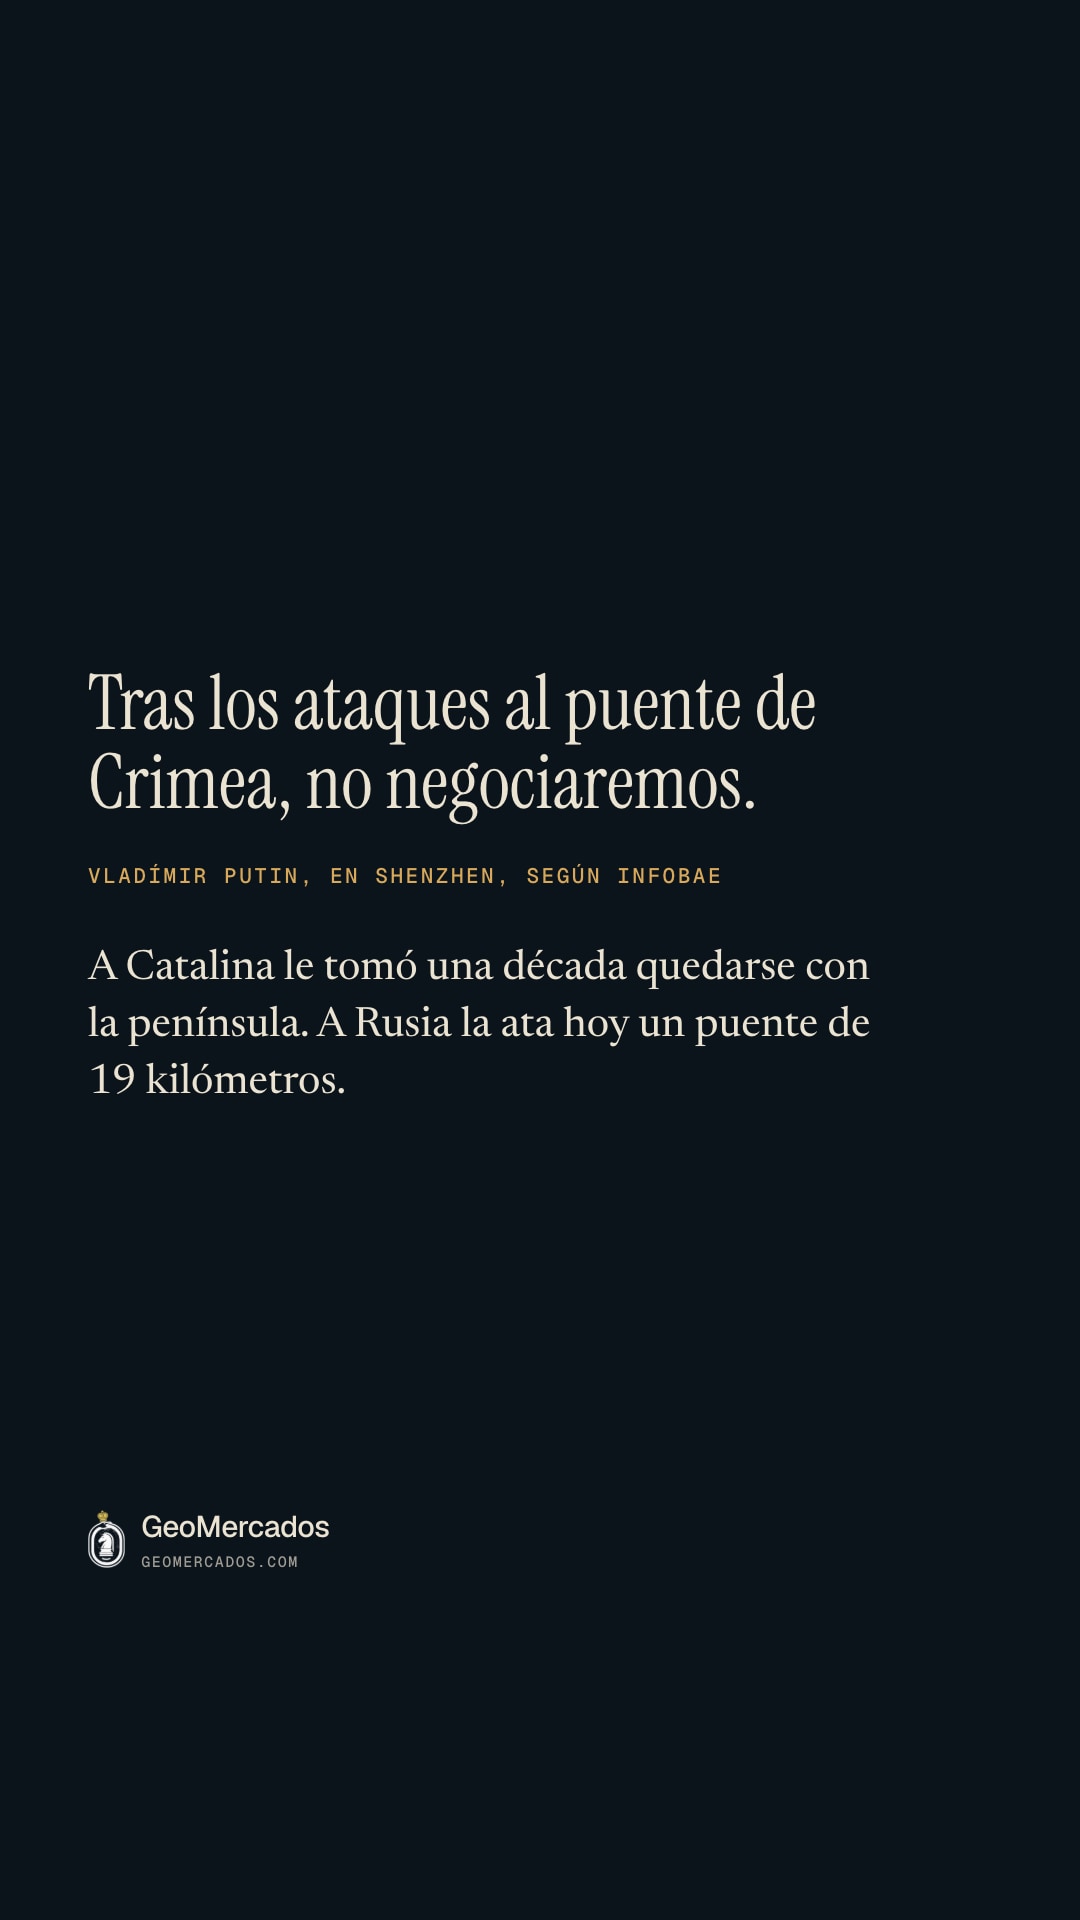 Tras los ataques al puente de
Crimea, no negociaremos.
VLADÍMIR PUTIN, EN SHENZHEN, SEGÚN INFOBAE
A Catalina le tomó una década quedarse con
la península. A Rusia la ata hoy un puente de
19 kilómetros.
GeoMercados
GEOMERCADOS.COM